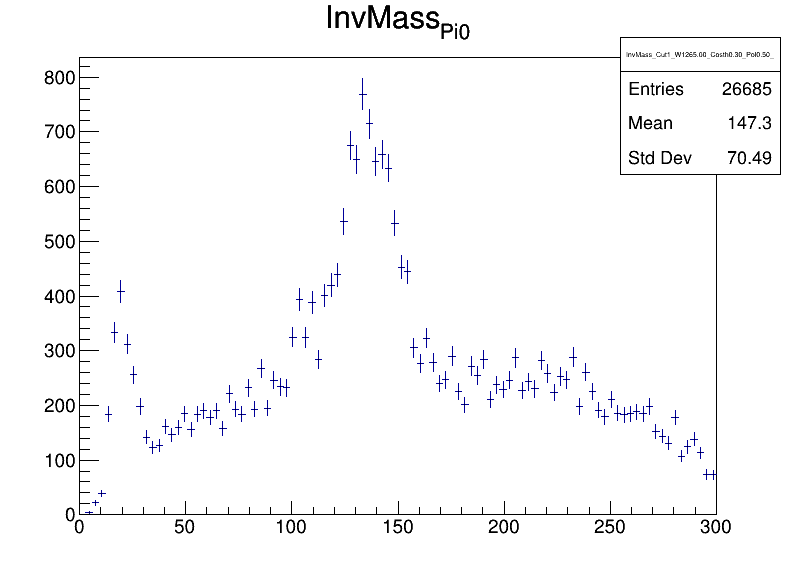 InvMassPi0
InvMass_Cut1_W1265.00_Costh0.30_Pol0.50_
Entries 26685
Mean 147.3
Std Dev 70.49
800
700
600
500
400
300
200
100
0
0 50 100 150 200 250 300